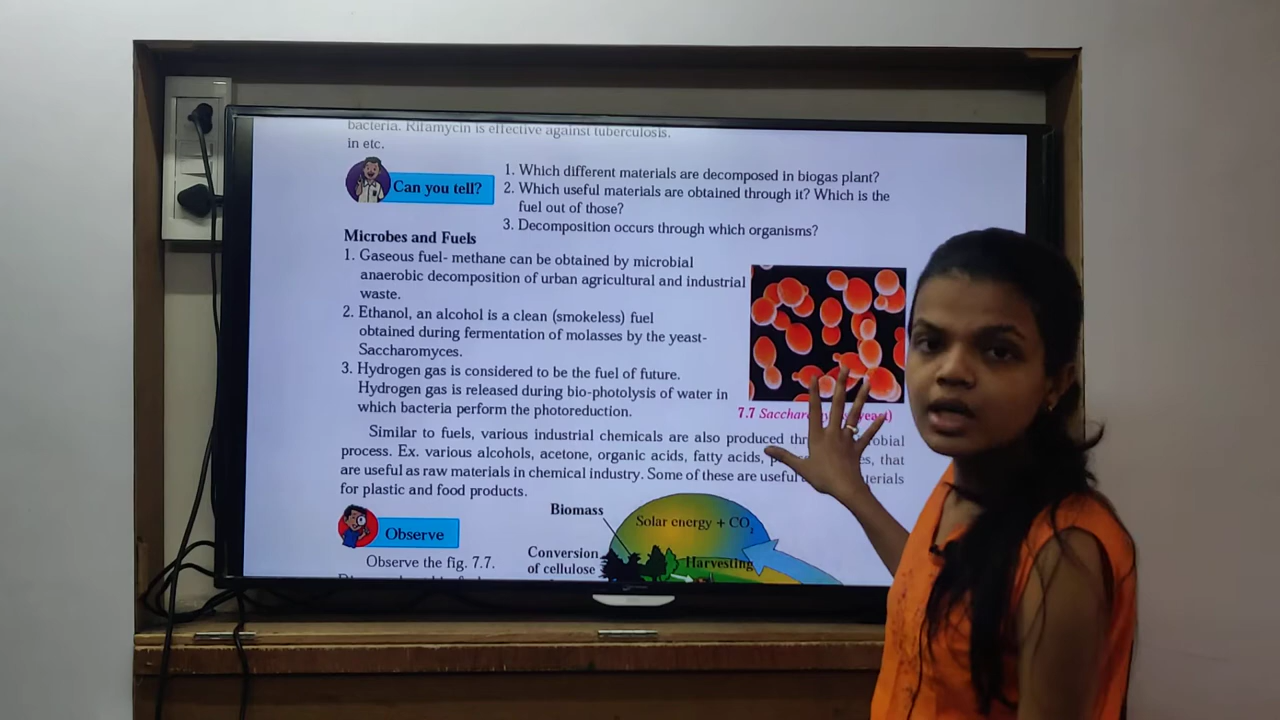 bacteria. Rifamycin is effective against tuberculosis.
in etc.
Can you tell?
1. Which different materials are decomposed in biogas plant?
2. Which useful materials are obtained through it? Which is the
fuel out of those?
3. Decomposition occurs through which organisms?
Microbes and Fuels
1. Gaseous fuel- methane can be obtained by microbial
anaerobic decomposition of urban agricultural and industrial
waste.
2. Ethanol, an alcohol is a clean (smokeless) fuel
obtained during fermentation of molasses by the yeast-
Saccharomyces.
3. Hydrogen gas is considered to be the fuel of future.
Hydrogen gas is released during bio-photolysis of water in
which bacteria perform the photoreduction.
7.7
Similar to fuels, various industrial chemicals are also produced
process. Ex. various alcohols, acetone, organic acids, fatty acids, that
are useful as raw materials in chemical industry. Some of these are useful
for plastic and food products.
Observe
Observe the fig. 7.7.
Biomass
Solar energy + CO2
Conversion
of cellulose
Harvesting